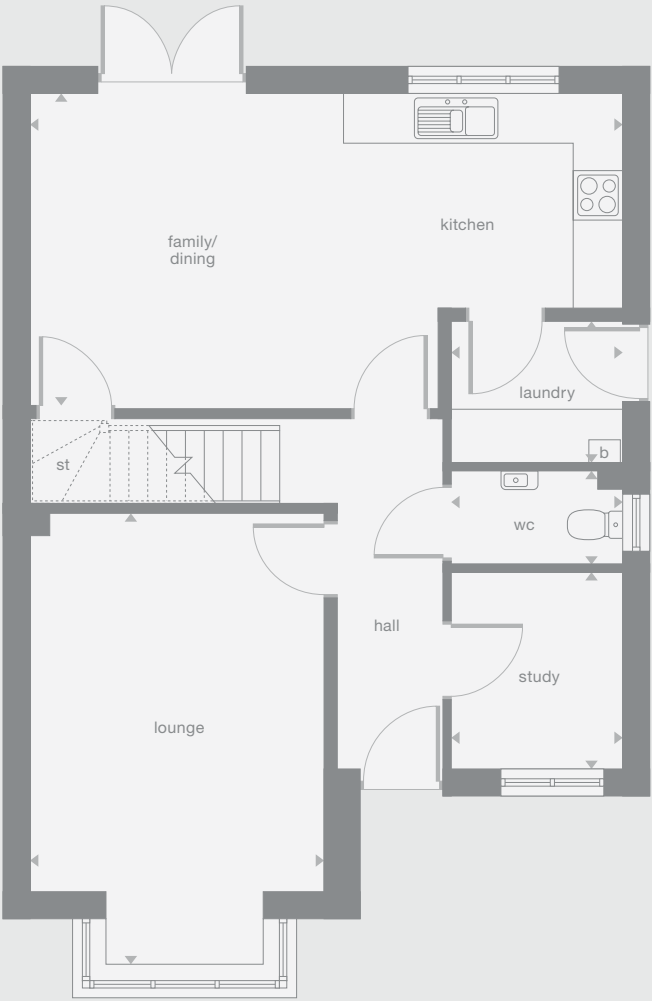 kitchen
family/
dining
laundry
b
st
wc
hall
study
lounge